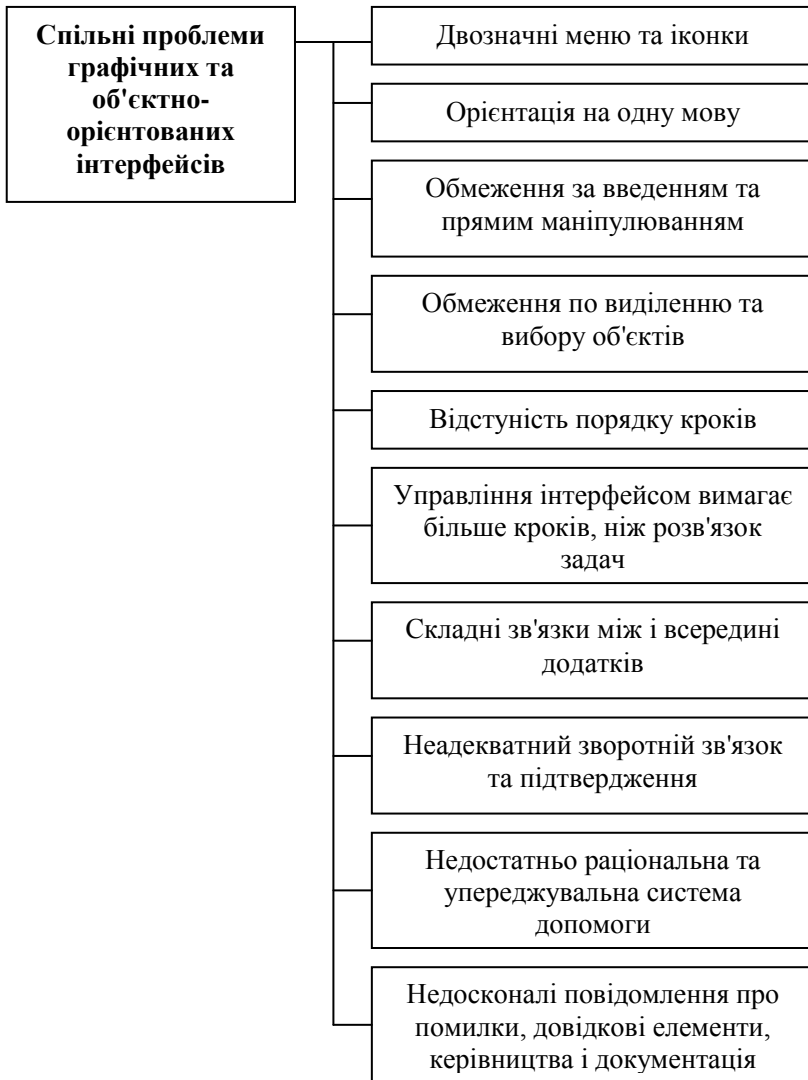 Спільні проблеми
графічних та
об'єктно-
орієнтованих
інтерфейсів
Двозначні меню та іконки
Орієнтація на одну мову
Обмеження за введенням та
прямим маніпулюванням
Обмеження по виділенню та
вибору об'єктів
Відстуність порядку кроків
Управління інтерфейсом вимагає
більше кроків, ніж розв'язок
задач
Складні зв'язки між і всередині
додатків
Неадекватний зворотній зв'язок
та підтвердження
Недостатньо раціональна та
упереджувальна система
допомоги
Недосконалі повідомлення про
помилки, довідкові елементи,
керівництва і документація